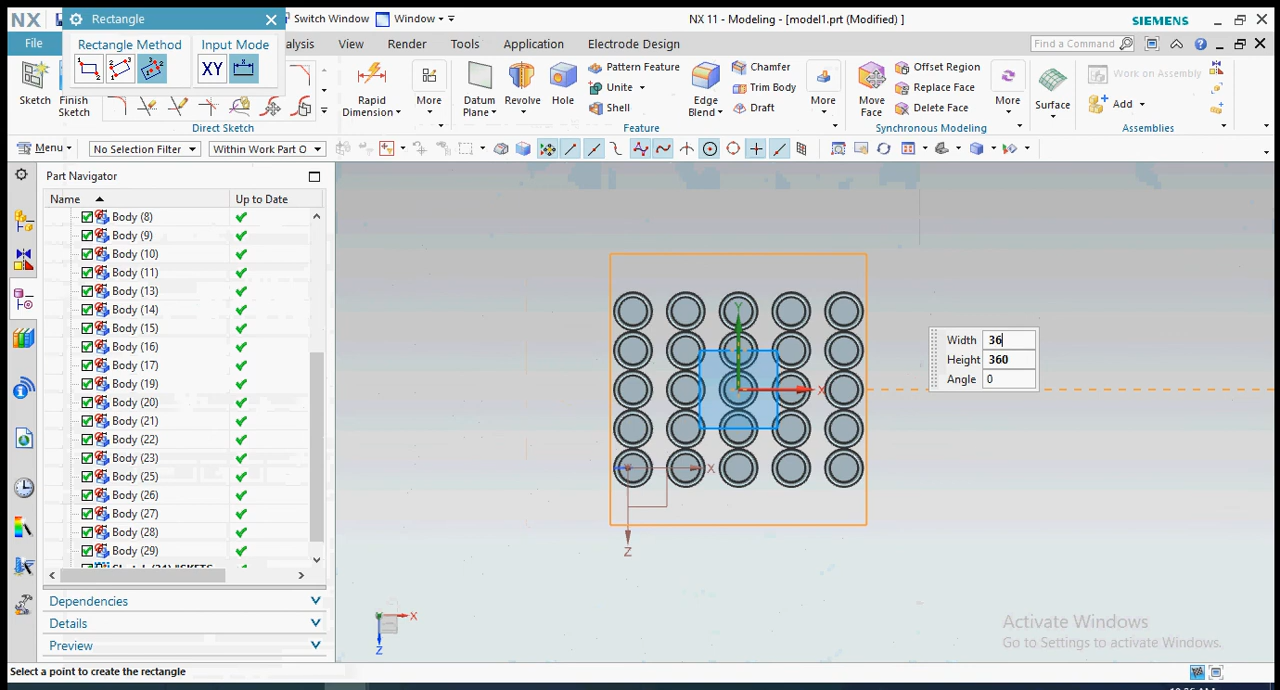 NX
Rectangle
Switch Window
Window
NX 11 - Modeling - [model1.prt (Modified) ]
SIEMENS
File
Rectangle Method
Input Mode
alysis
View
Render
Tools
Application
Electrode Design
Find a Command
XY
Sketch
Finish
Sketch
Rapid
Dimension
More
Datum
Plane
Revolve
Hole
Pattern Feature
Unite
Shell
Edge
Blend
Chamfer
Trim Body
Draft
More
Move
Face
Offset Region
Replace Face
Delete Face
More
Surface
Work on Assembly
Add
Direct Sketch
Feature
Synchronous Modeling
Assemblies
Menu
No Selection Filter
Within Work Part O
Part Navigator
Name
Up to Date
Body (8)
Body (9)
Body (10)
Body (11)
Body (13)
Body (14)
Body (15)
Body (16)
Body (17)
Body (19)
Body (20)
Body (21)
Body (22)
Body (23)
Body (25)
Body (26)
Body (27)
Body (28)
Body (29)
Dependencies
Details
Preview
Y
X
X
Z
Width 36
Height 360
Angle 0
X
Z
Activate Windows
Go to Settings to activate Windows.
Select a point to create the rectangle